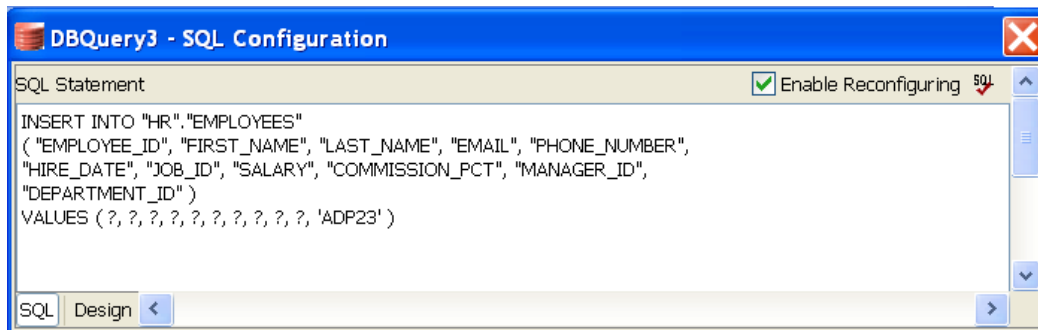 DBQuery3 - SQL Configuration
SQL Statement
Enable Reconfiguring
SQL
INSERT INTO "HR"."EMPLOYEES"
( "EMPLOYEE_ID", "FIRST_NAME", "LAST_NAME", "EMAIL", "PHONE_NUMBER",
"HIRE_DATE", "JOB_ID", "SALARY", "COMMISSION_PCT", "MANAGER_ID",
"DEPARTMENT_ID" )
VALUES ( ?, ?, ?, ?, ?, ?, ?, ?, ?, ?, 'ADP23' )
SQL Design